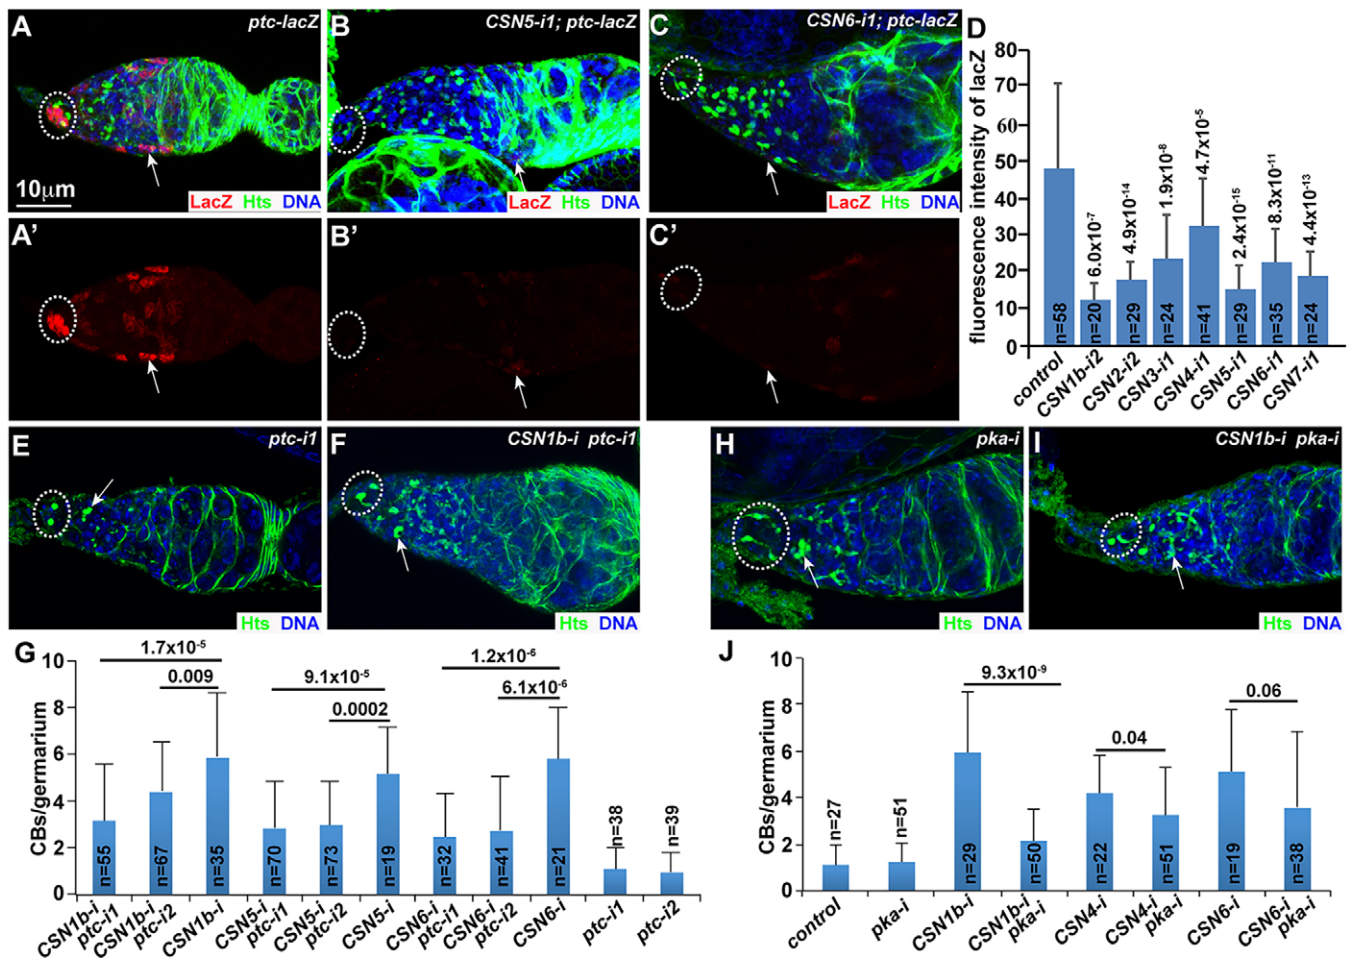 A
ptc-lacZ
10μm
LacZ Hts DNA
B
CSN5-i1; ptc-lacZ
LacZ Hts DNA
C
CSN6-i1; ptc-lacZ
LacZ Hts DNA
A'
B'
C'
D
fluorescence intensity of lacZ
80
70
60
50
40
30
20
10
0
n=58
6.0x10-7
n=20
4.9x10-14
n=29
1.9x10-8
n=24
4.7x10-5
n=41
2.4x10-15
n=29
8.3x10-11
n=35
4.4x10-13
n=24
control
CSN1b-i2
CSN2-i2
CSN3-i1
CSN4-i1
CSN5-i1
CSN6-i1
CSN7-i1
E
ptc-i1
Hts DNA
F
CSN1b-i ptc-i1
Hts DNA
H
pka-i
Hts DNA
I
CSN1b-i pka-i
Hts DNA
G
CBs/germarium
10
8
6
4
2
0
1.7x10-5
0.009
9.1x10-5
0.0002
1.2x10-6
6.1x10-6
n=55
n=67
n=35
n=70
n=73
n=19
n=32
n=41
n=21
n=38
n=39
CSN1b-i
ptc-i1
CSN1b-i
ptc-i2
CSN1b-i
CSN5-i
ptc-i1
CSN5-i
ptc-i2
CSN5-i
CSN6-i
ptc-i1
CSN6-i
ptc-i2
CSN6-i
ptc-i1
ptc-i2
J
CBs/germarium
10
8
6
4
2
0
9.3x10-9
0.04
0.06
n=27
n=51
n=29
n=50
n=22
n=51
n=19
n=38
control
pka-i
CSN1b-i
CSN1b-i
pka-i
CSN4-i
CSN4-i
pka-i
CSN6-i
CSN6-i
pka-i